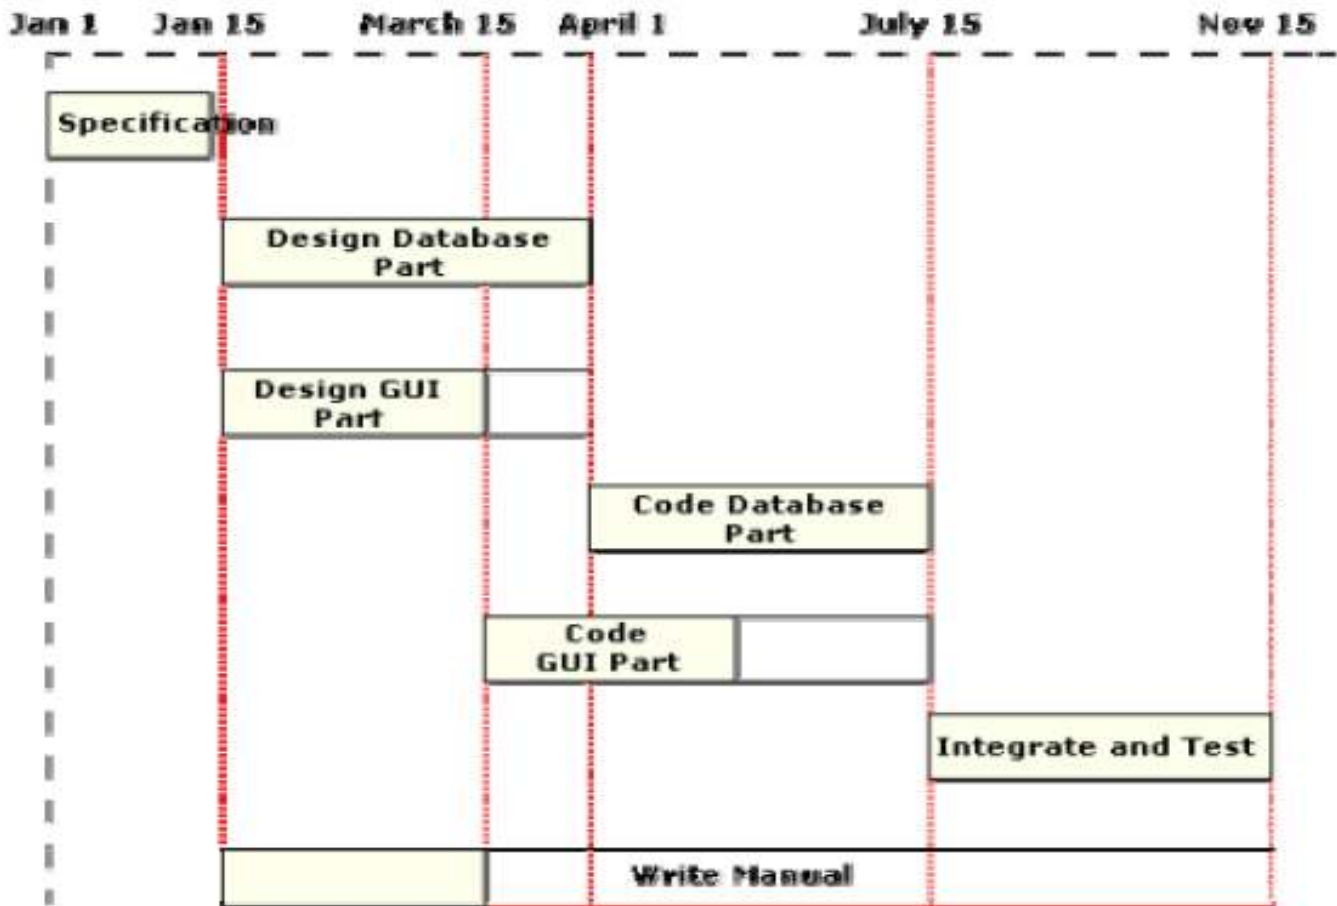 Jan 1 Jan 15 March 15 April 1 July 15 Nov 15
Specification
Design Database
Part
Design GUI
Part
Code Database
Part
Code
GUI Part
Integrate and Test
Write Manual